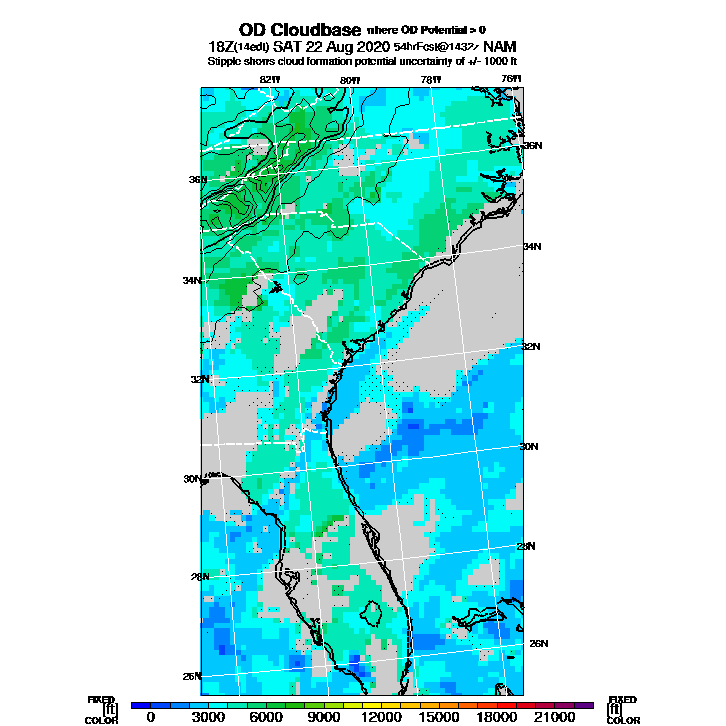 OD Cloudbase where OD Potential > 0
18Z(14edt) SAT 22 Aug 2020 54hrFcst@1432z NAM
Stipple shows cloud formation potential uncertainty of +/- 1000 ft
82W 80W 78W 76W
36N
36N
34N
34N
32N
32N
30N
30N
28N
28N
26N
26N
FIXED FIXED
[ft] [ft]
COLOR 0 3000 6000 9000 12000 15000 18000 21000 COLOR